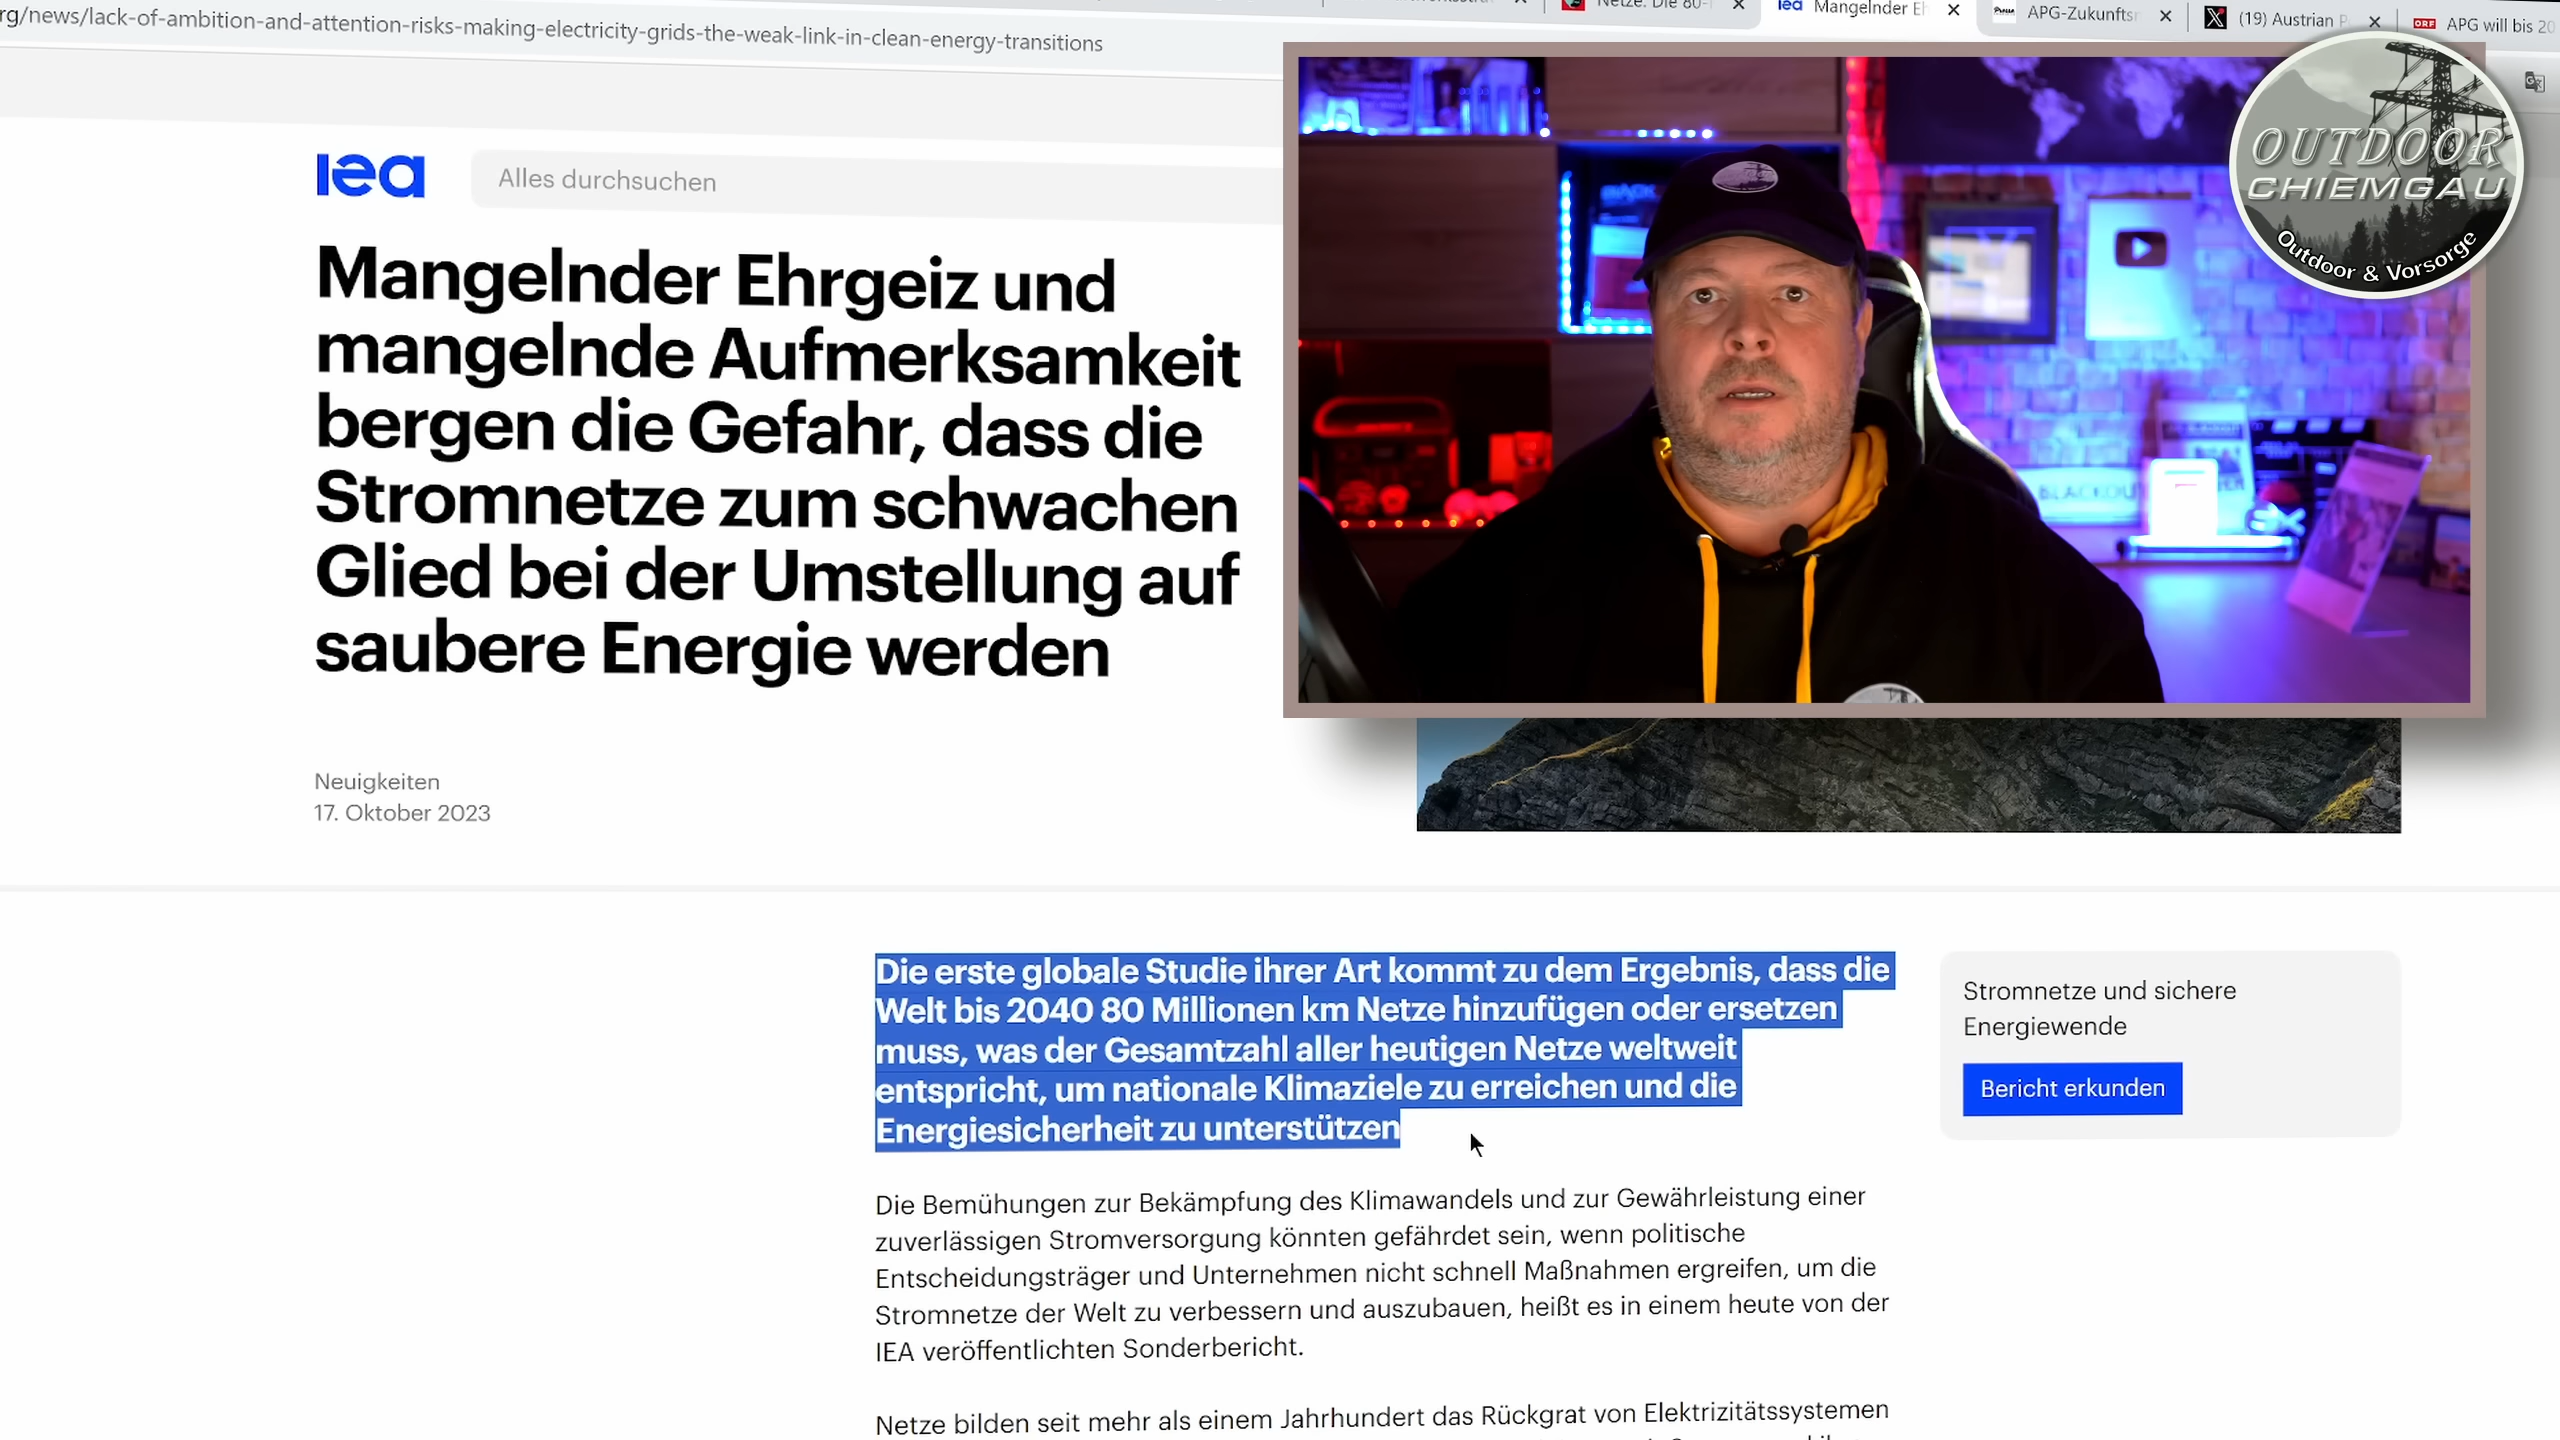 rg/news/lack-of-ambition-and-attention-risks-making-electricity-grids-the-weak-link-in-clean-energy-transitions
Netze: Die 80-
Mangelnder Eh
APG-Zukunfts
(19) Austrian P
ORF
APG will bis 20
iea
Alles durchsuchen
OUTDOOR
CHIEMGAU
Outdoor & Vorsorge
Mangelnder Ehrgeiz und
mangelnde Aufmerksamkeit
bergen die Gefahr, dass die
Stromnetze zum schwachen
Glied bei der Umstellung auf
saubere Energie werden
BLACKOU
Neuigkeiten
17. Oktober 2023
Die erste globale Studie ihrer Art kommt zu dem Ergebnis, dass die
Welt bis 2040 80 Millionen km Netze hinzufügen oder ersetzen
muss, was der Gesamtzahl aller heutigen Netze weltweit
entspricht, um nationale Klimaziele zu erreichen und die
Energiesicherheit zu unterstützen
Stromnetze und sichere
Energiewende
Bericht erkunden
Die Bemühungen zur Bekämpfung des Klimawandels und zur Gewährleistung einer
zuverlässigen Stromversorgung könnten gefährdet sein, wenn politische
Entscheidungsträger und Unternehmen nicht schnell Maßnahmen ergreifen, um die
Stromnetze der Welt zu verbessern und auszubauen, heißt es in einem heute von der
IEA veröffentlichten Sonderbericht.
Netze bilden seit mehr als einem Jahrhundert das Rückgrat von Elektrizitätssystemen